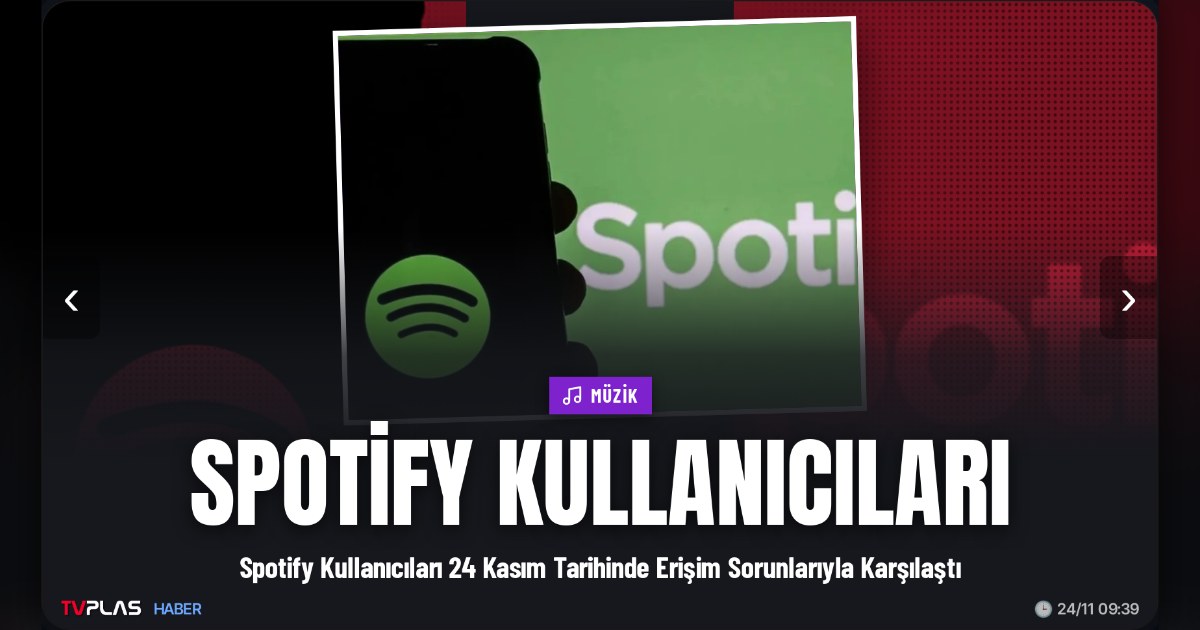 Spoti
MÜZİK
SPOTİFY KULLANICILARI
Spotify Kullanıcıları 24 Kasım Tarihinde Erişim Sorunlarıyla Karşılaştı
TVPLAS HABER
24/11 09:39